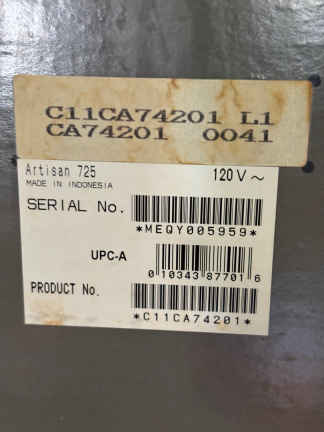 C11CA74201 L1
CA74201 0041
Artisan 725 120 V ~
MADE IN INDONESIA
SERIAL No.
*MEQY005959*
UPC-A
0 10343 87701 6
PRODUCT No.
*C11CA74201*